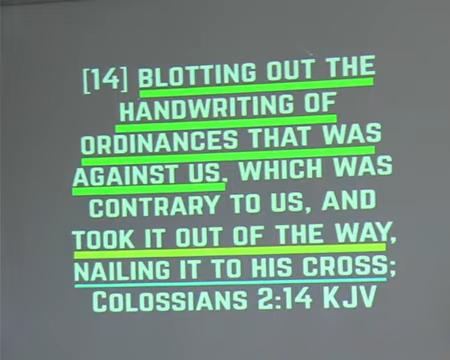 [14] BLOTTING OUT THE
HANDWRITING OF
ORDINANCES THAT WAS
AGAINST US, WHICH WAS
CONTRARY TO US, AND
TOOK IT OUT OF THE WAY,
NAILING IT TO HIS CROSS;
COLOSSIANS 2:14 KJV